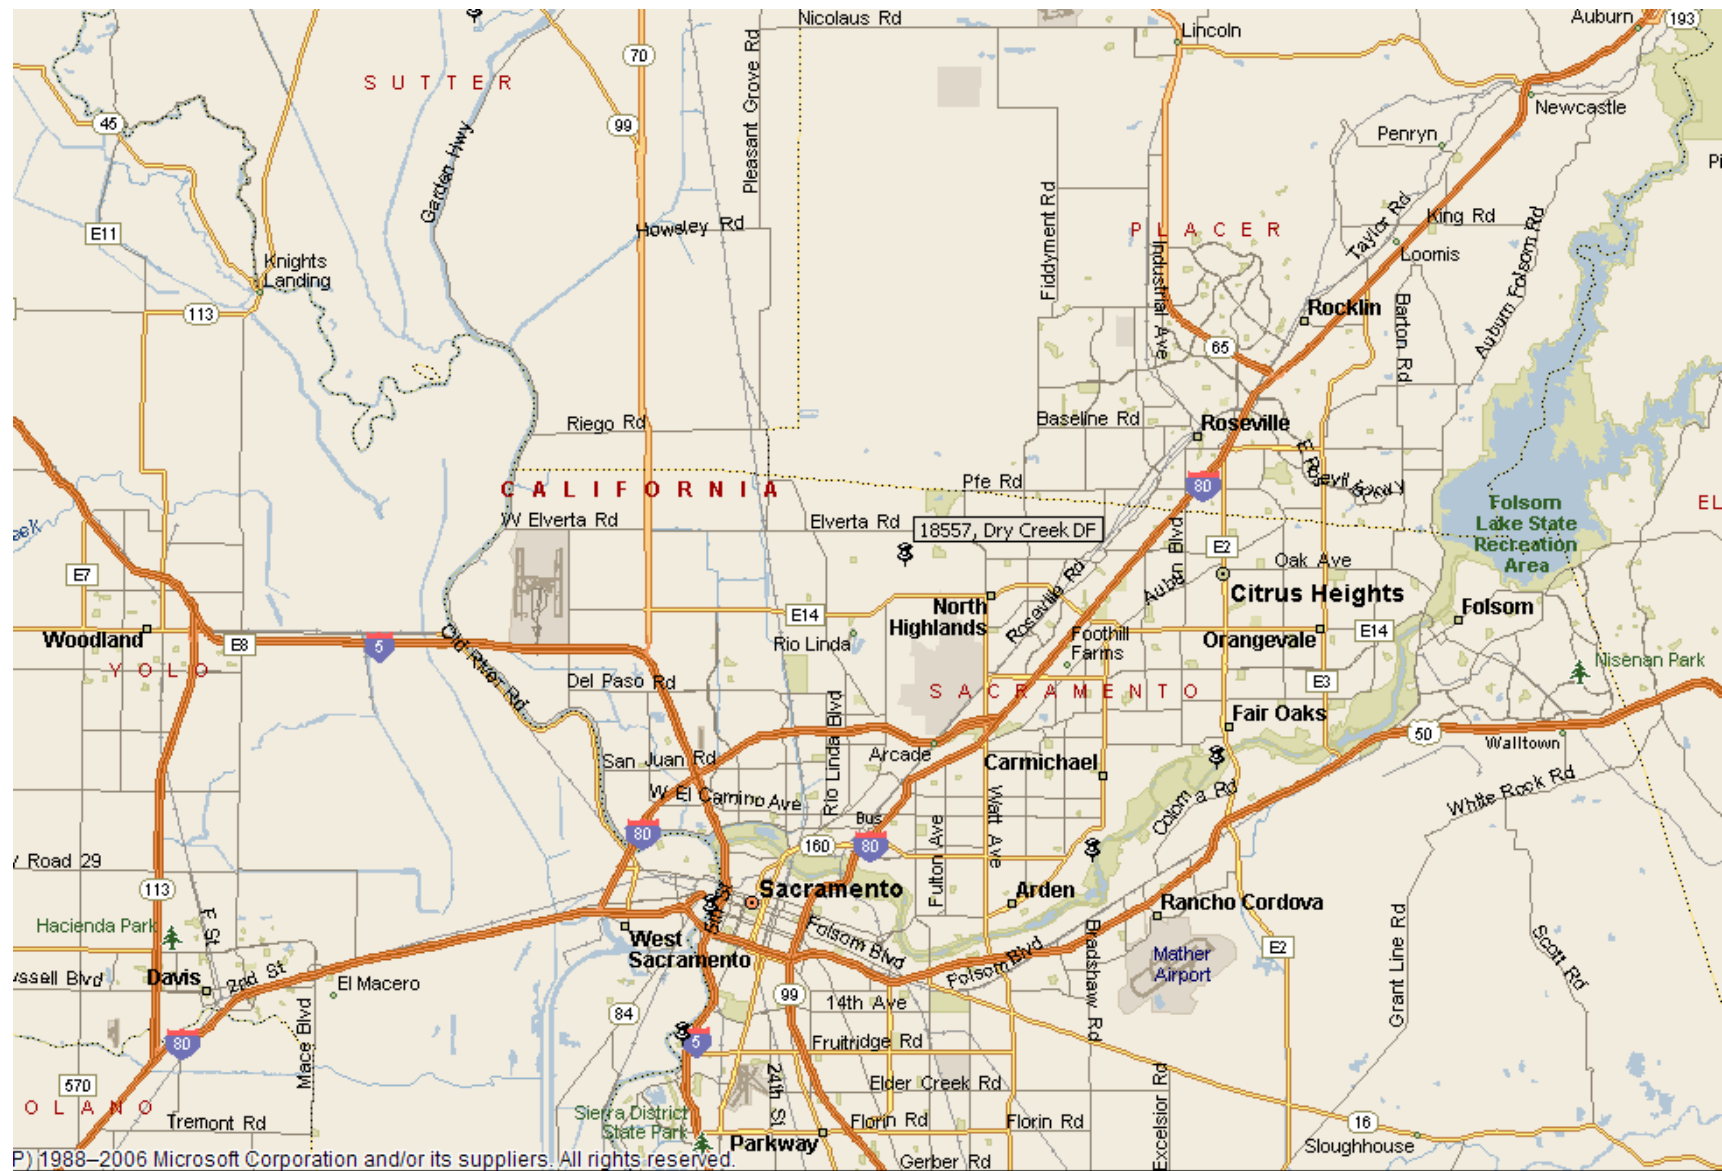 Nicolaus Rd
Auburn
193
Lincoln
70
SUTTER
Pleasant Grove Rd
Newcastle
45
99
Garden Hwy
Penryn
E11
Howsley Rd
Fiddyment Rd
PLACER
Industrial Ave
Taylor Rd
King Rd
Loomis
Auburn Folsom Rd
Knights
Landing
113
Rocklin
Barton Rd
65
Riego Rd
Baseline Rd
Roseville
CALIFORNIA
Pfe Rd
80
W Elverta Rd
Elverta Rd
18557, Dry Creek DF
Folsom
Lake State
Recreation
Area
EL
E7
E2
Oak Ave
Auburn Blvd
Citrus Heights
Roseville Rd
North
Highlands
E14
Rio Linda
Foothill
Farms
Orangevale
E14
Folsom
Woodland
E8
5
Old River Rd
YOLO
Del Paso Rd
SACRAMENTO
E3
Nisenan Park
Fair Oaks
50
Walltown
San Juan Rd
Rio Linda Blvd
Arcade
Carmichael
W El Camino Ave
Coloma Rd
White Rock Rd
Watt Ave
80
160
Bus
80
Fulton Ave
Road 29
113
Sacramento
Arden
Rancho Cordova
Hacienda Park
F St
West
Sacramento
Folsom Blvd
Folsom Blvd
Bradshaw Rd
Mather
Airport
E2
Grant Line Rd
Scott Rd
ussell Blvd
Davis
2nd St
El Macero
Mace Blvd
84
99
14th Ave
80
5
Fruitridge Rd
570
OLANO
24th St
Elder Creek Rd
Excelsior Rd
Tremont Rd
Sierra District
State Park
Parkway
Florin Rd
Florin Rd
16
Sloughhouse
Gerber Rd
P) 1988–2006 Microsoft Corporation and/or its suppliers. All rights reserved.